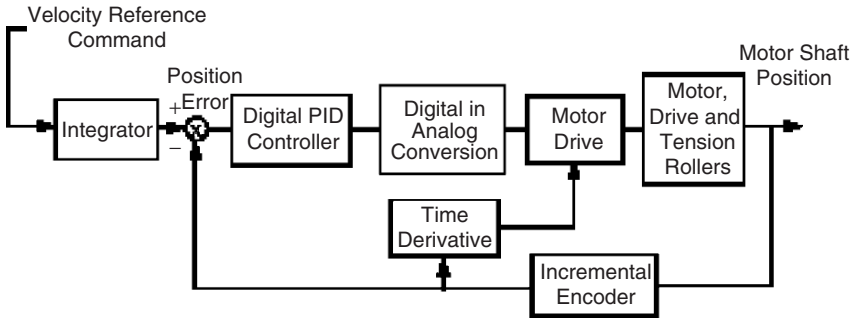 Velocity Reference
Command
Position
Error
+
−
Integrator
x
Digital PID
Controller
Digital in
Analog
Conversion
Motor
Drive
Motor,
Drive and
Tension
Rollers
Motor Shaft
Position
Time
Derivative
Incremental
Encoder